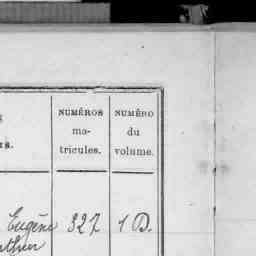 NUMÉROS
ma-
tricules.
NUMÉRO
du
volume.
Eugène 327 1 D.